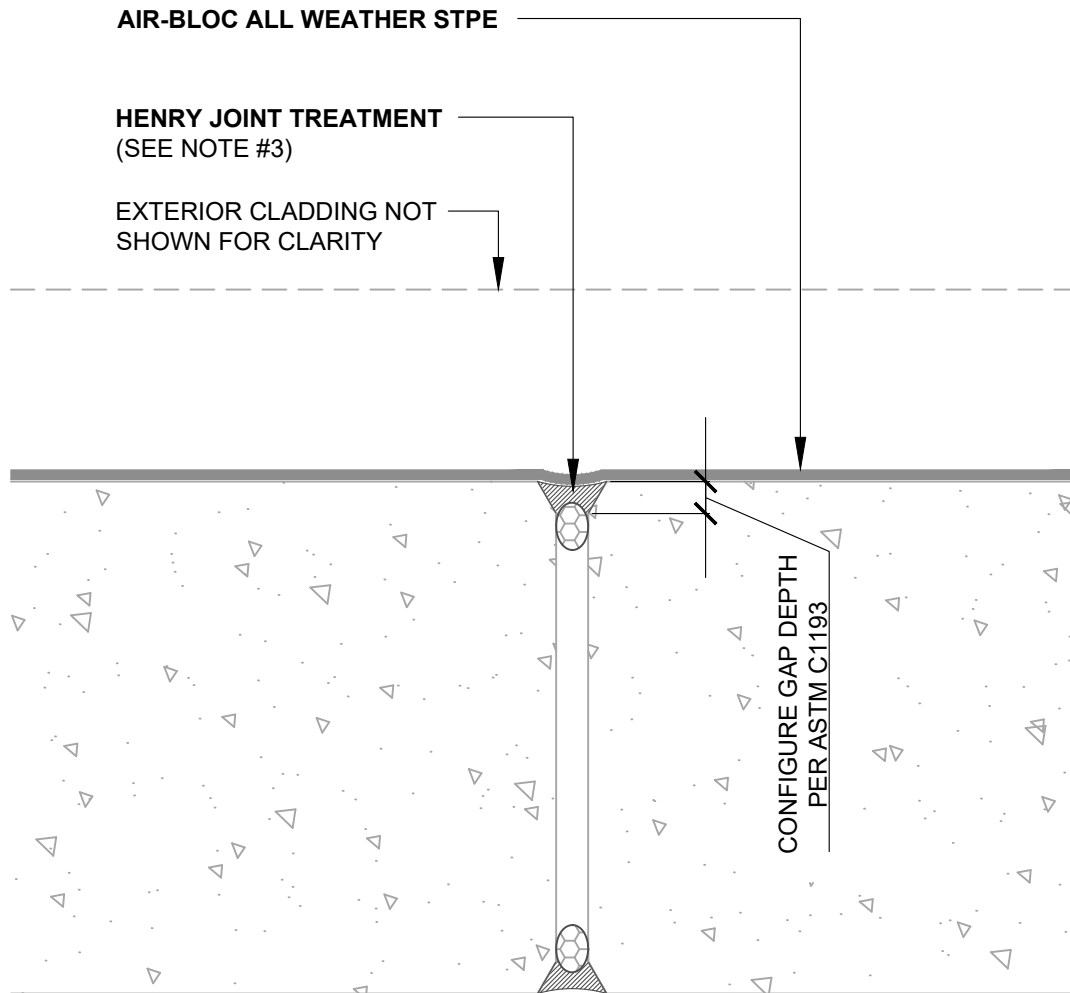 AIR-BLOC ALL WEATHER STPE
HENRY JOINT TREATMENT
(SEE NOTE #3)
EXTERIOR CLADDING NOT
SHOWN FOR CLARITY
CONFIGURE GAP DEPTH
PER ASTM C1193